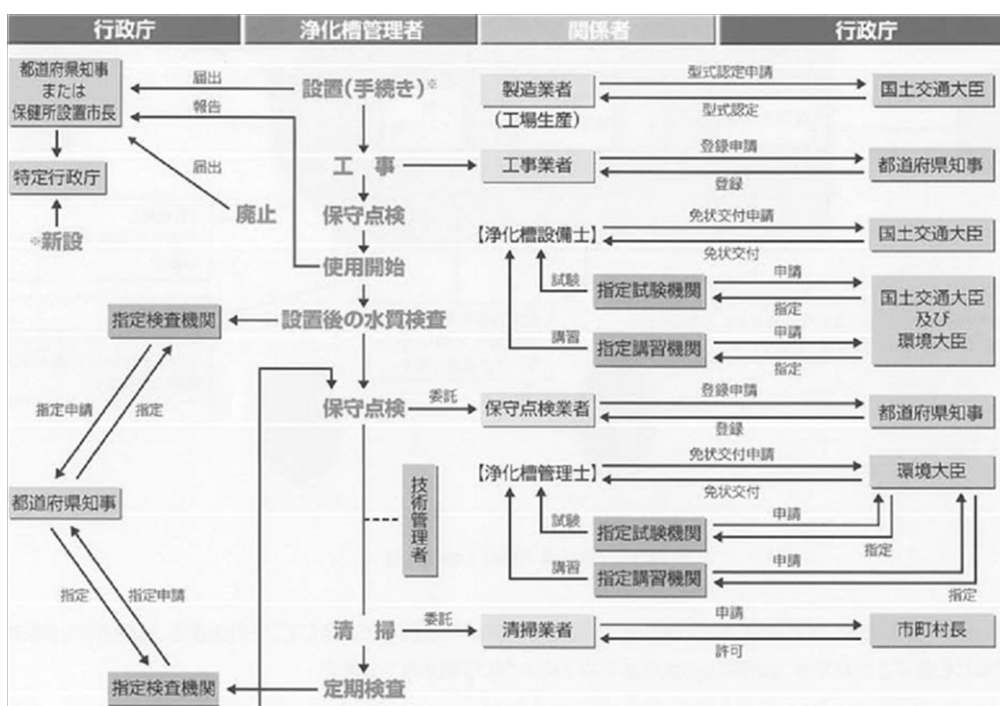 行政庁
浄化槽管理者
関係者
行政庁
都道府県知事
または
保健所設置市長
届出
設置(手続き)※
製造業者
(工場生産)
型式認定申請
型式認定
国土交通大臣
報告
特定行政庁
届出
工 事
工事業者
登録申請
登録
都道府県知事
※新設
廃止
保守点検
【浄化槽設備士】
免状交付申請
免状交付
国土交通大臣
使用開始
試験
指定試験機関
申請
指定
国土交通大臣
及び
環境大臣
指定検査機関
設置後の水質検査
講習
指定講習機関
申請
指定
指定申請
指定
保守点検
委託
保守点検業者
登録申請
登録
都道府県知事
【浄化槽管理士】
免状交付申請
免状交付
環境大臣
都道府県知事
技術管理者
試験
指定試験機関
申請
指定
講習
指定講習機関
申請
指定
指定
指定申請
清 掃
委託
清掃業者
申請
許可
市町村長
指定検査機関
定期検査